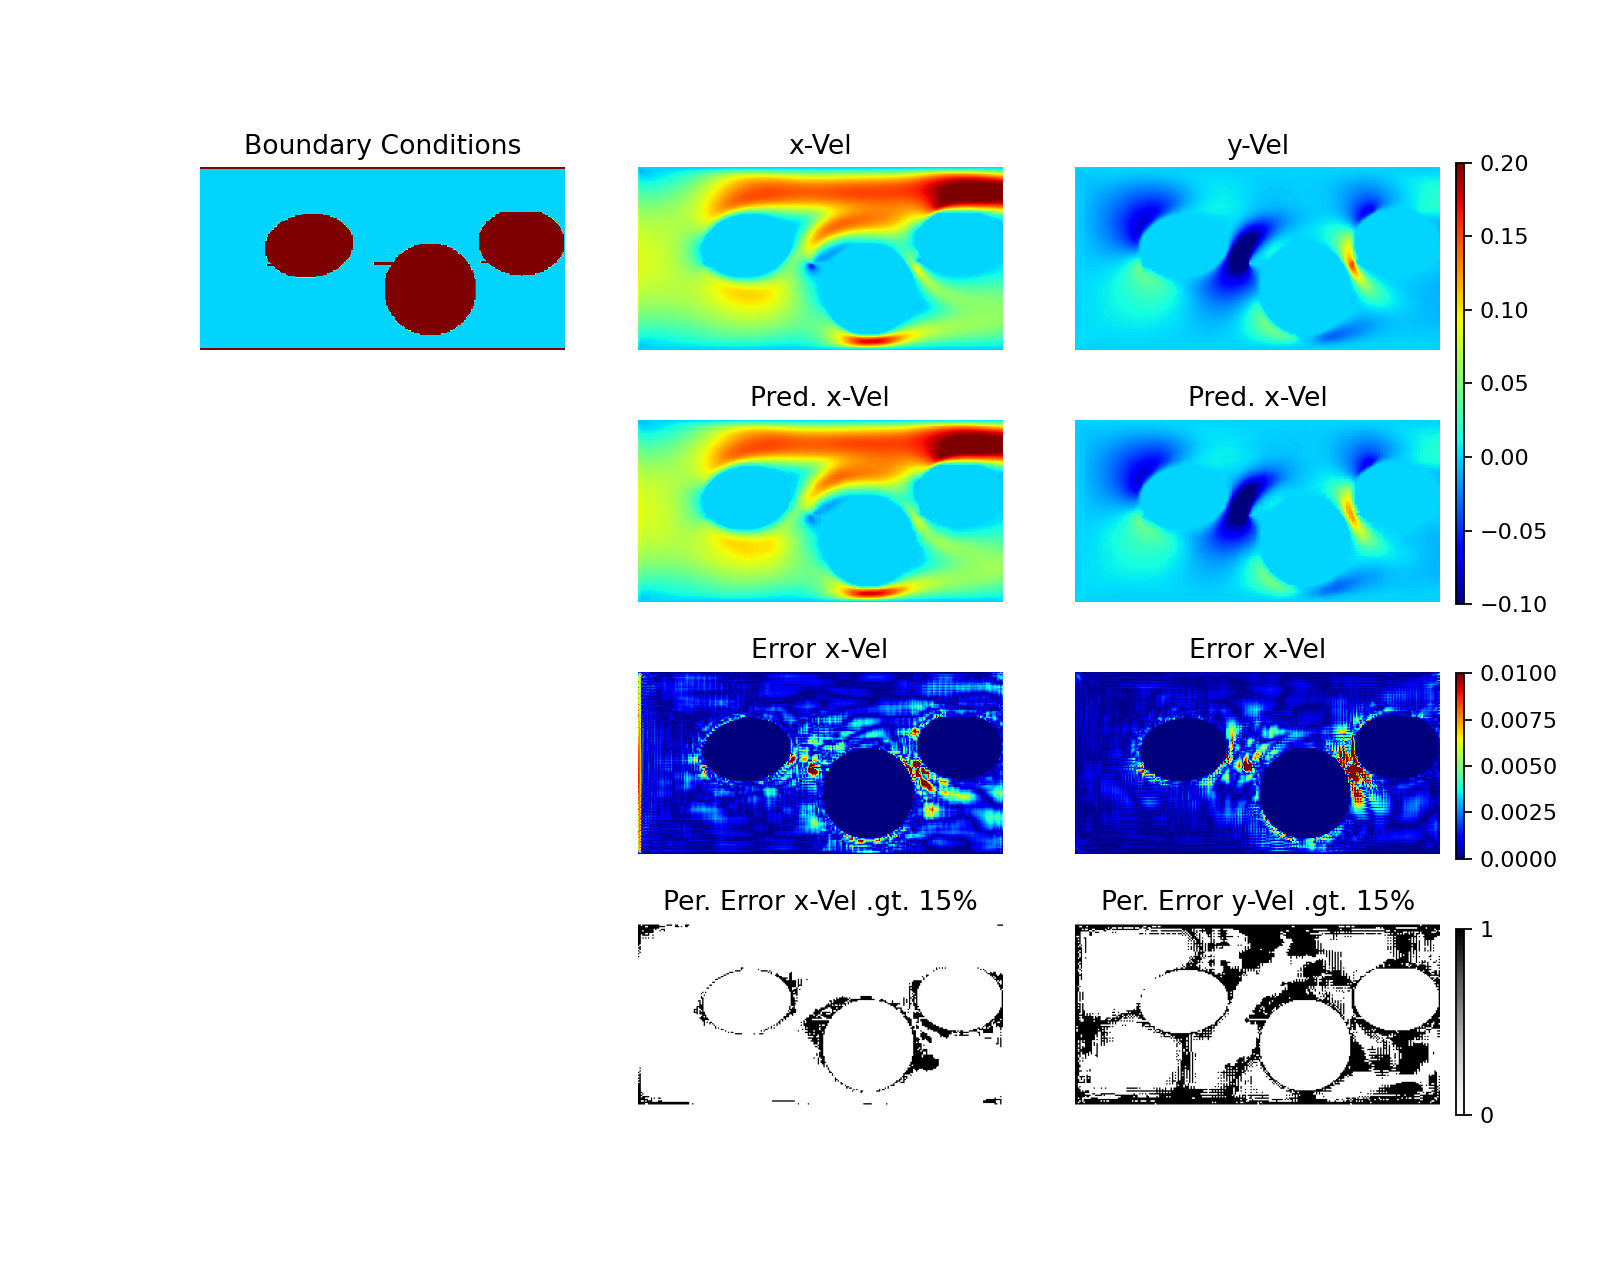 Boundary Conditions
x-Vel
y-Vel
0.20
0.15
0.10
0.05
0.00
−0.05
−0.10
Pred. x-Vel
Pred. x-Vel
Error x-Vel
Error x-Vel
0.0100
0.0075
0.0050
0.0025
0.0000
Per. Error x-Vel .gt. 15%
Per. Error y-Vel .gt. 15%
1
0